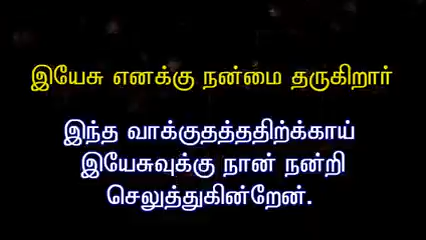 இயேசு எனக்கு நன்மை தருகிறார்
இந்த வாக்குதத்ததிற்க்காய்
இயேசுவுக்கு நான் நன்றி
செலுத்துகின்றேன்.